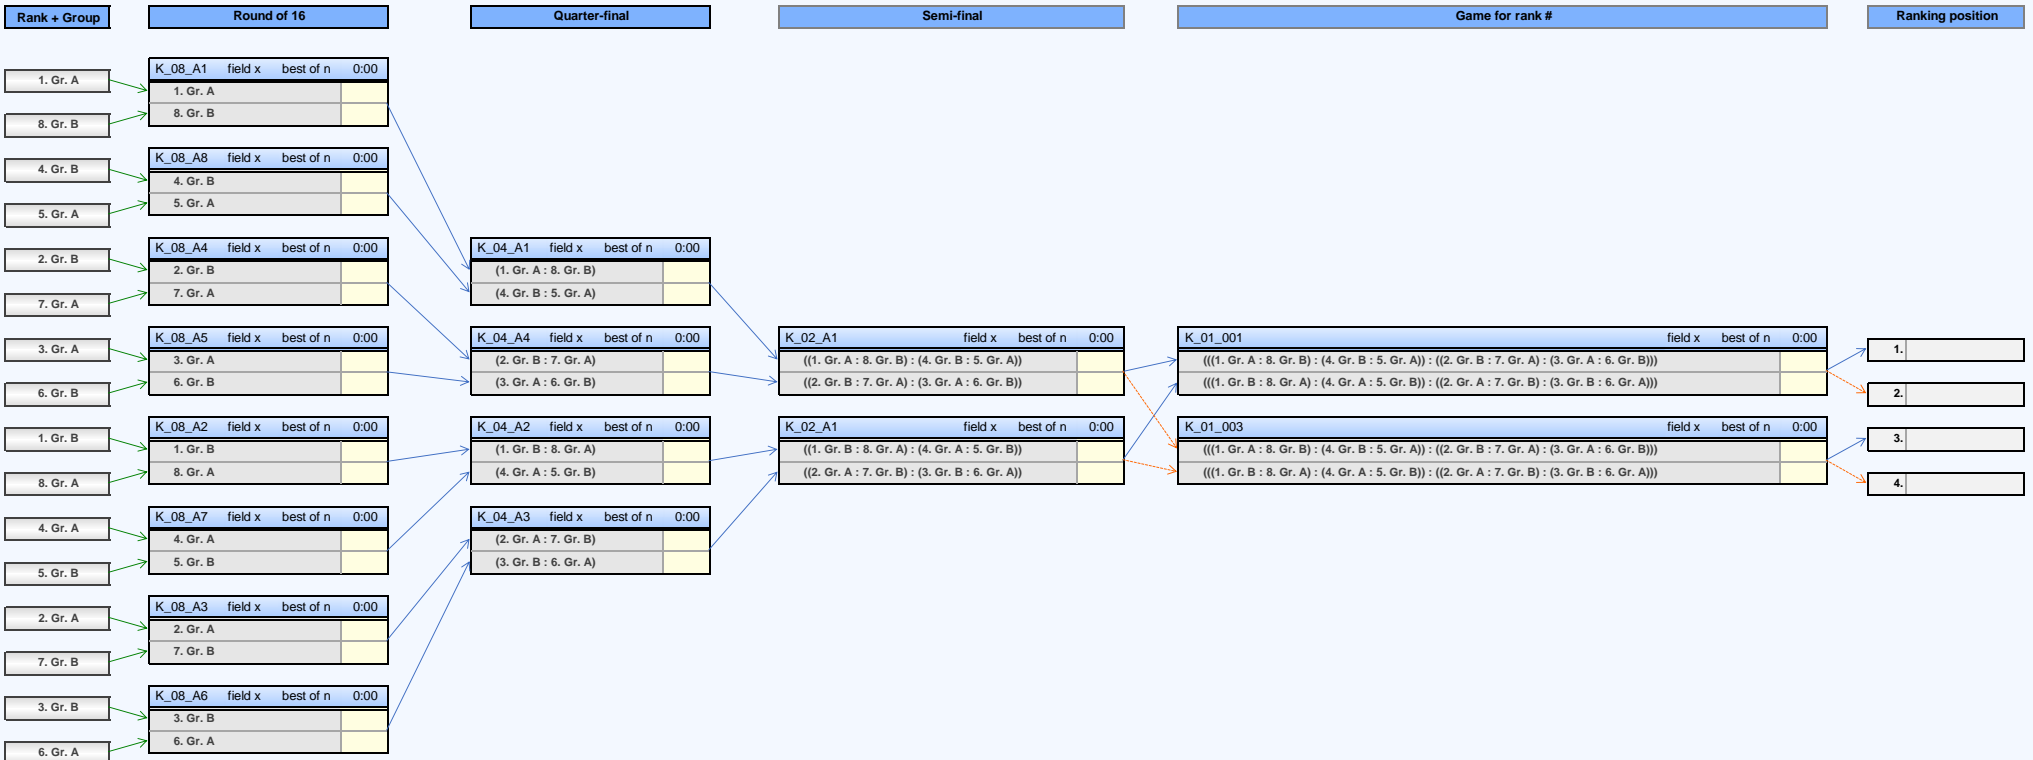 Rank + Group
Round of 16
Quarter-final
Semi-final
Game for rank #
Ranking position
1. Gr. A
8. Gr. B
4. Gr. B
5. Gr. A
2. Gr. B
7. Gr. A
3. Gr. A
6. Gr. B
1. Gr. B
8. Gr. A
4. Gr. A
5. Gr. B
2. Gr. A
7. Gr. B
3. Gr. B
6. Gr. A
K_08_A1 field x best of n 0:00
1. Gr. A
8. Gr. B
K_08_A8 field x best of n 0:00
4. Gr. B
5. Gr. A
K_08_A4 field x best of n 0:00
2. Gr. B
7. Gr. A
K_08_A5 field x best of n 0:00
3. Gr. A
6. Gr. B
K_08_A2 field x best of n 0:00
1. Gr. B
8. Gr. A
K_08_A7 field x best of n 0:00
4. Gr. A
5. Gr. B
K_08_A3 field x best of n 0:00
2. Gr. A
7. Gr. B
K_08_A6 field x best of n 0:00
3. Gr. B
6. Gr. A
K_04_A1 field x best of n 0:00
(1. Gr. A : 8. Gr. B)
(4. Gr. B : 5. Gr. A)
K_04_A4 field x best of n 0:00
(2. Gr. B : 7. Gr. A)
(3. Gr. A : 6. Gr. B)
K_04_A2 field x best of n 0:00
(1. Gr. B : 8. Gr. A)
(4. Gr. A : 5. Gr. B)
K_04_A3 field x best of n 0:00
(2. Gr. A : 7. Gr. B)
(3. Gr. B : 6. Gr. A)
K_02_A1 field x best of n 0:00
((1. Gr. A : 8. Gr. B) : (4. Gr. B : 5. Gr. A))
((2. Gr. B : 7. Gr. A) : (3. Gr. A : 6. Gr. B))
K_02_A1 field x best of n 0:00
((1. Gr. B : 8. Gr. A) : (4. Gr. A : 5. Gr. B))
((2. Gr. A : 7. Gr. B) : (3. Gr. B : 6. Gr. A))
K_01_001 field x best of n 0:00
(((1. Gr. A : 8. Gr. B) : (4. Gr. B : 5. Gr. A)) : ((2. Gr. B : 7. Gr. A) : (3. Gr. A : 6. Gr. B)))
(((1. Gr. B : 8. Gr. A) : (4. Gr. A : 5. Gr. B)) : ((2. Gr. A : 7. Gr. B) : (3. Gr. B : 6. Gr. A)))
K_01_003 field x best of n 0:00
(((1. Gr. A : 8. Gr. B) : (4. Gr. B : 5. Gr. A)) : ((2. Gr. B : 7. Gr. A) : (3. Gr. A : 6. Gr. B)))
(((1. Gr. B : 8. Gr. A) : (4. Gr. A : 5. Gr. B)) : ((2. Gr. A : 7. Gr. B) : (3. Gr. B : 6. Gr. A)))
1.
2.
3.
4.